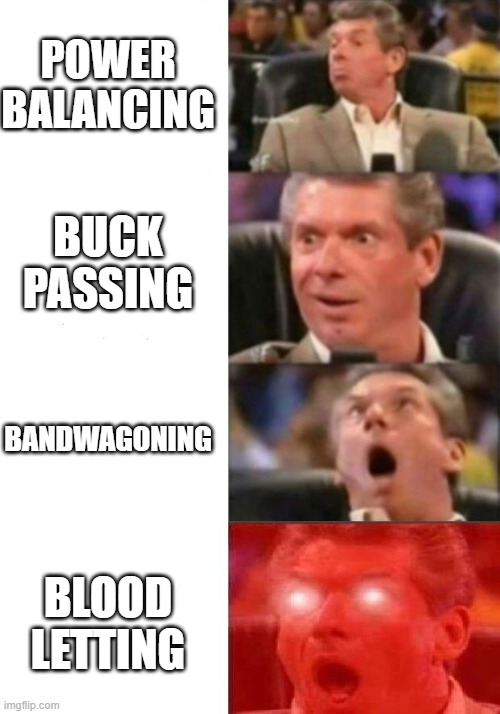 POWER
BALANCING
BUCK
PASSING
BANDWAGONING
BLOOD
LETTING
imgflip.com